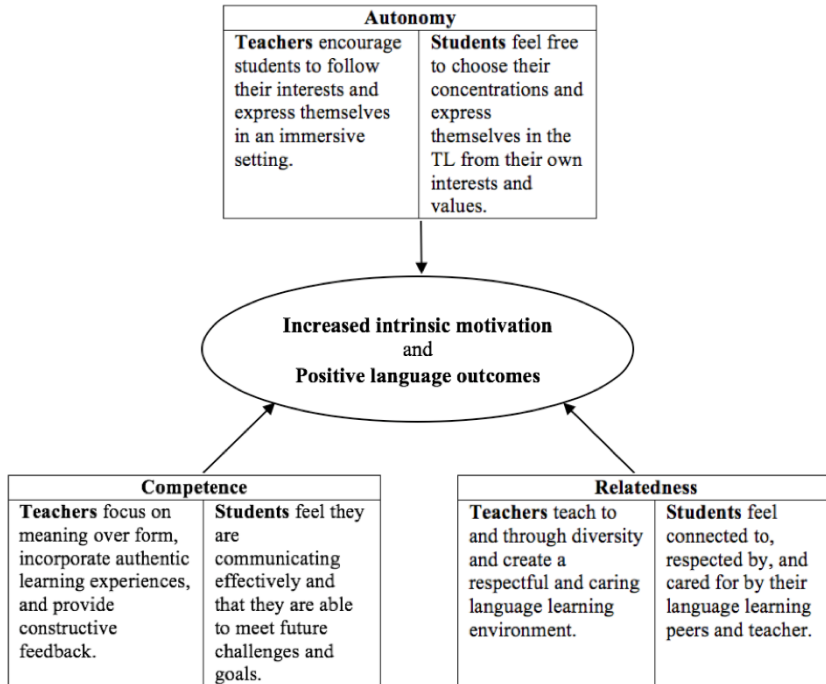 Autonomy
Teachers encourage
students to follow
their interests and
express themselves
in an immersive
setting.
Students feel free
to choose their
concentrations and
express
themselves in the
TL from their own
interests and
values.
Increased intrinsic motivation
and
Positive language outcomes
Competence
Teachers focus on
meaning over form,
incorporate authentic
learning experiences,
and provide
constructive
feedback.
Students feel they
are
communicating
effectively and
that they are able
to meet future
challenges and
goals.
Relatedness
Teachers teach to
and through diversity
and create a
respectful and caring
language learning
environment.
Students feel
connected to,
respected by, and
cared for by their
language learning
peers and teacher.